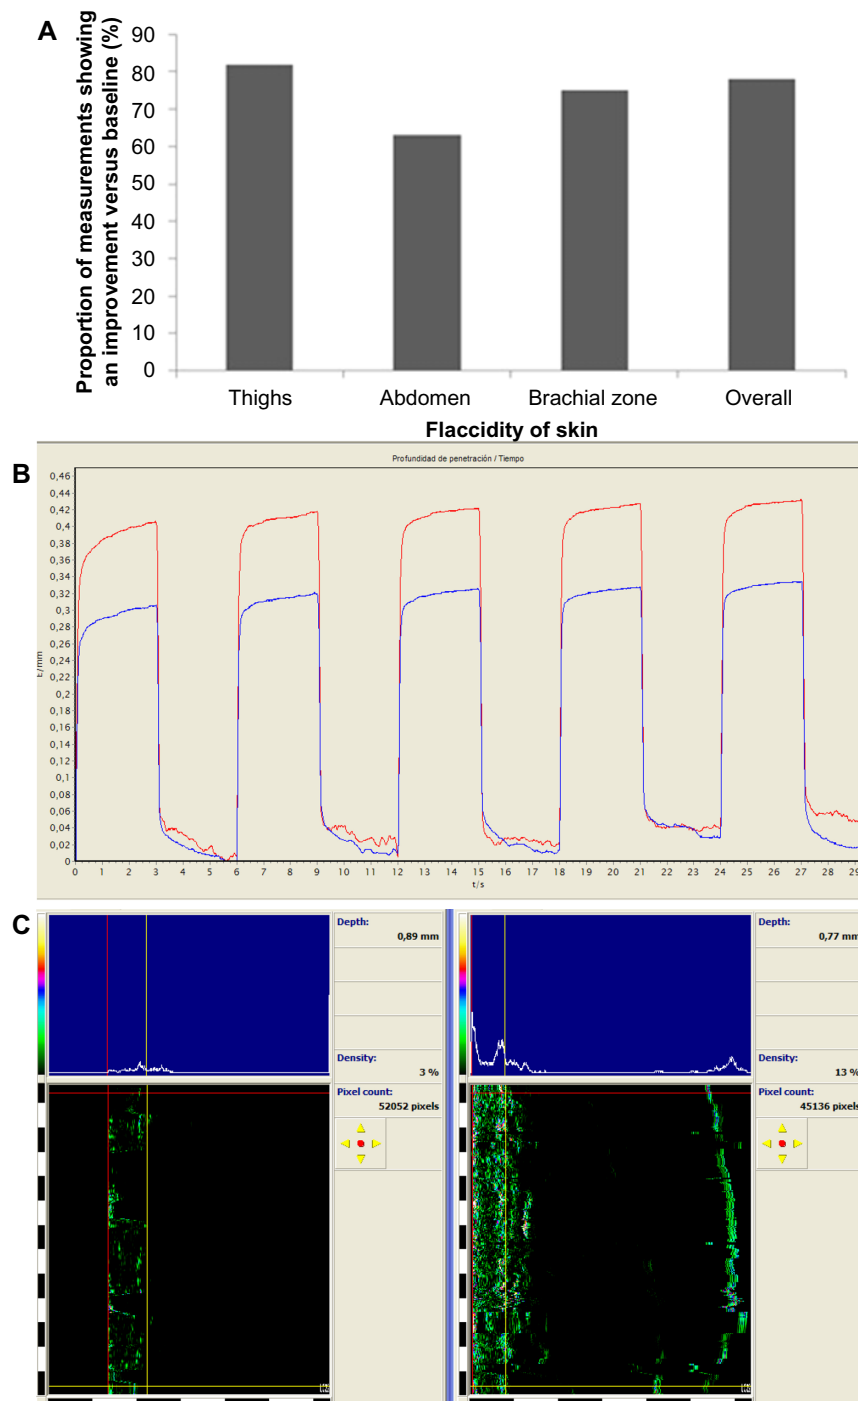 A
Proportion of measurements showing
an improvement versus baseline (%)
90
80
70
60
50
40
30
20
10
0
Thighs Abdomen Brachial zone Overall
Flaccidity of skin
B
Profundidad de penetración / Tiempo
E/mm
0,46
0,44
0,42
0,4
0,38
0,36
0,34
0,32
0,3
0,28
0,26
0,24
0,22
0,2
0,18
0,16
0,14
0,12
0,1
0,08
0,06
0,04
0,02
0
0 1 2 3 4 5 6 7 8 9 10 11 12 13 14 15 16 17 18 19 20 21 22 23 24 25 26 27 28 29
t/s
C
Depth:
0,89 mm
Density:
3 %
Pixel count:
52052 pixels
Depth:
0,77 mm
Density:
13 %
Pixel count:
45136 pixels